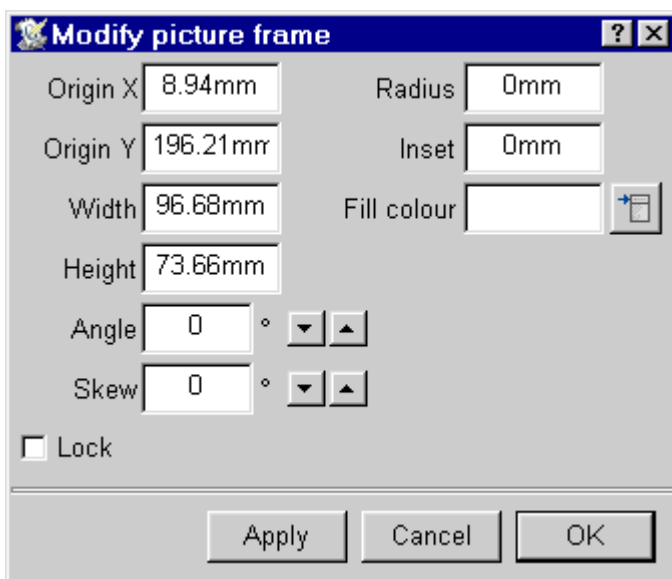 Modify picture frame ? X
Origin X 8.94mm Radius 0mm
Origin Y 196.21mm Inset 0mm
Width 96.68mm Fill colour
Height 73.66mm
Angle 0 °
Skew 0 °
Lock
Apply Cancel OK